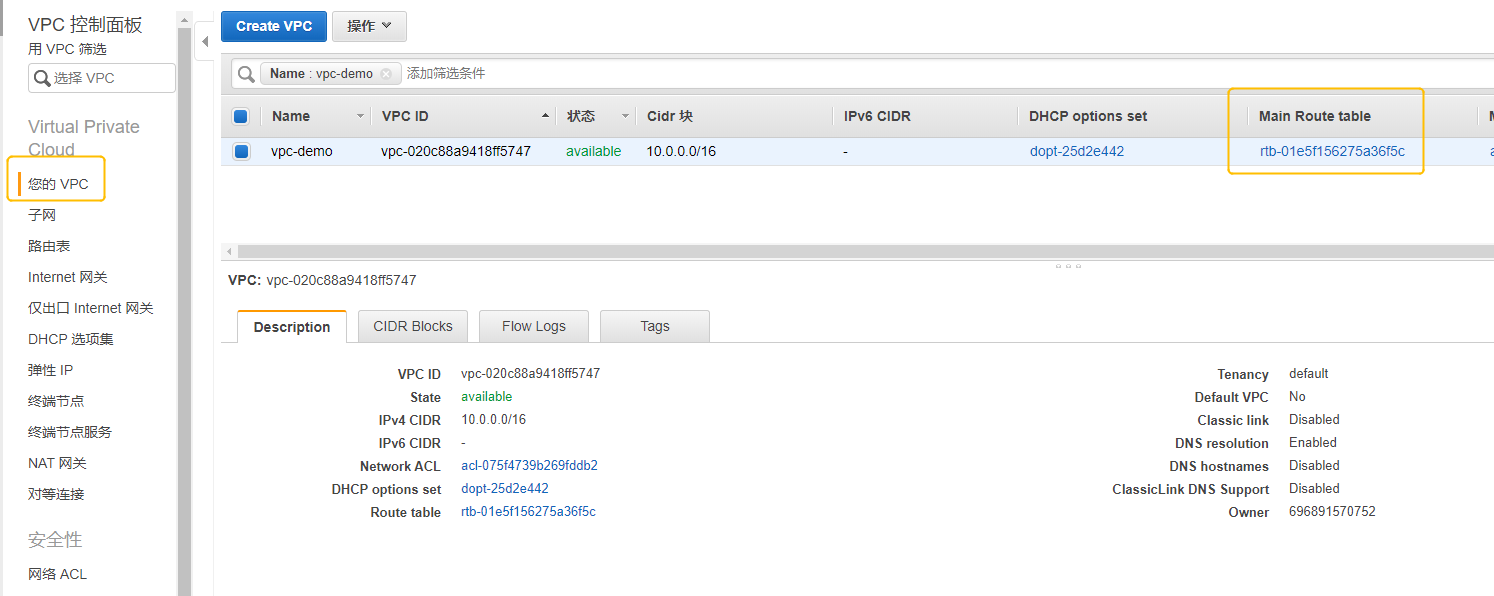 VPC 控制面板
用 VPC 筛选
选择 VPC
Virtual Private
Cloud
您的 VPC
子网
路由表
Internet 网关
仅出口 Internet 网关
DHCP 选项集
弹性 IP
终端节点
终端节点服务
NAT 网关
对等连接
安全性
网络 ACL
Create VPC 操作
Name : vpc-demo 添加筛选条件
Name VPC ID 状态 Cidr 块 IPv6 CIDR DHCP options set Main Route table
vpc-demo vpc-020c88a9418ff5747 available 10.0.0.0/16 - dopt-25d2e442 rtb-01e5f156275a36f5c
VPC: vpc-020c88a9418ff5747
Description CIDR Blocks Flow Logs Tags
VPC ID vpc-020c88a9418ff5747
State available
IPv4 CIDR 10.0.0.0/16
IPv6 CIDR -
Network ACL acl-075f4739b269fddb2
DHCP options set dopt-25d2e442
Route table rtb-01e5f156275a36f5c
Tenancy default
Default VPC No
Classic link Disabled
DNS resolution Enabled
DNS hostnames Disabled
ClassicLink DNS Support Disabled
Owner 696891570752